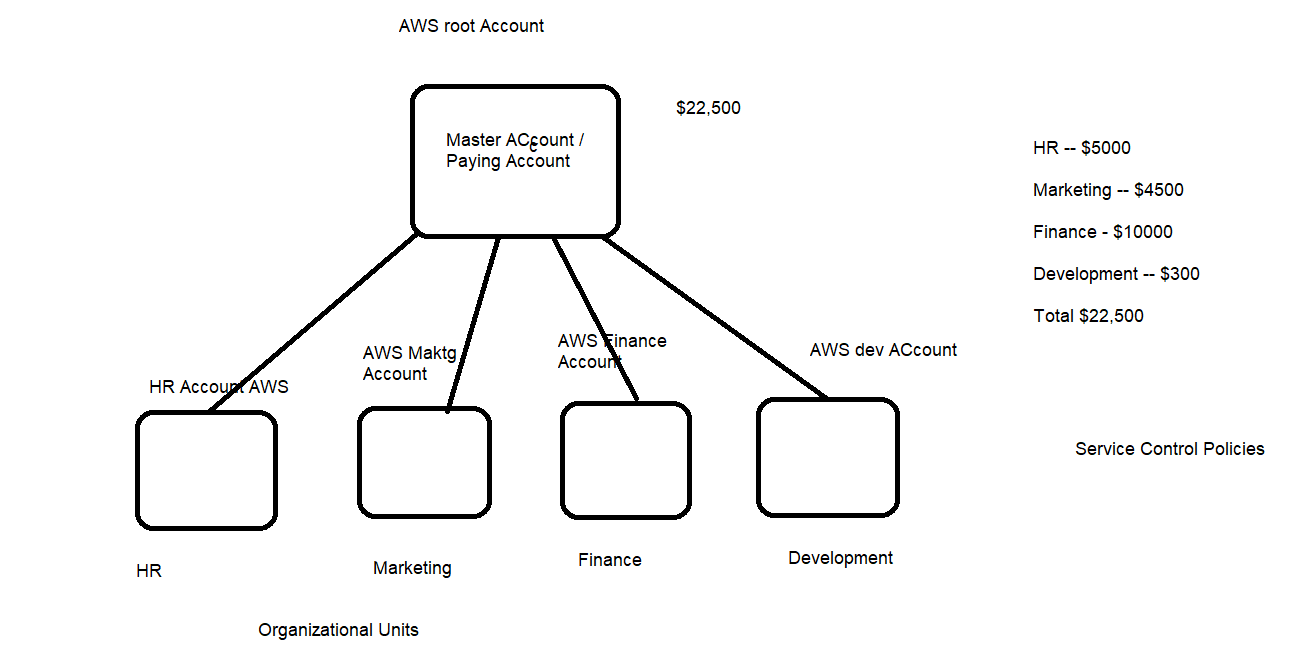 AWS root Account
Master ACcount /
Paying Account
$22,500
HR -- $5000
Marketing -- $4500
Finance - $10000
Development -- $300
Total $22,500
HR Account AWS
AWS Maktg
Account
AWS Finance
Account
AWS dev ACcount
Service Control Policies
HR
Marketing
Finance
Development
Organizational Units